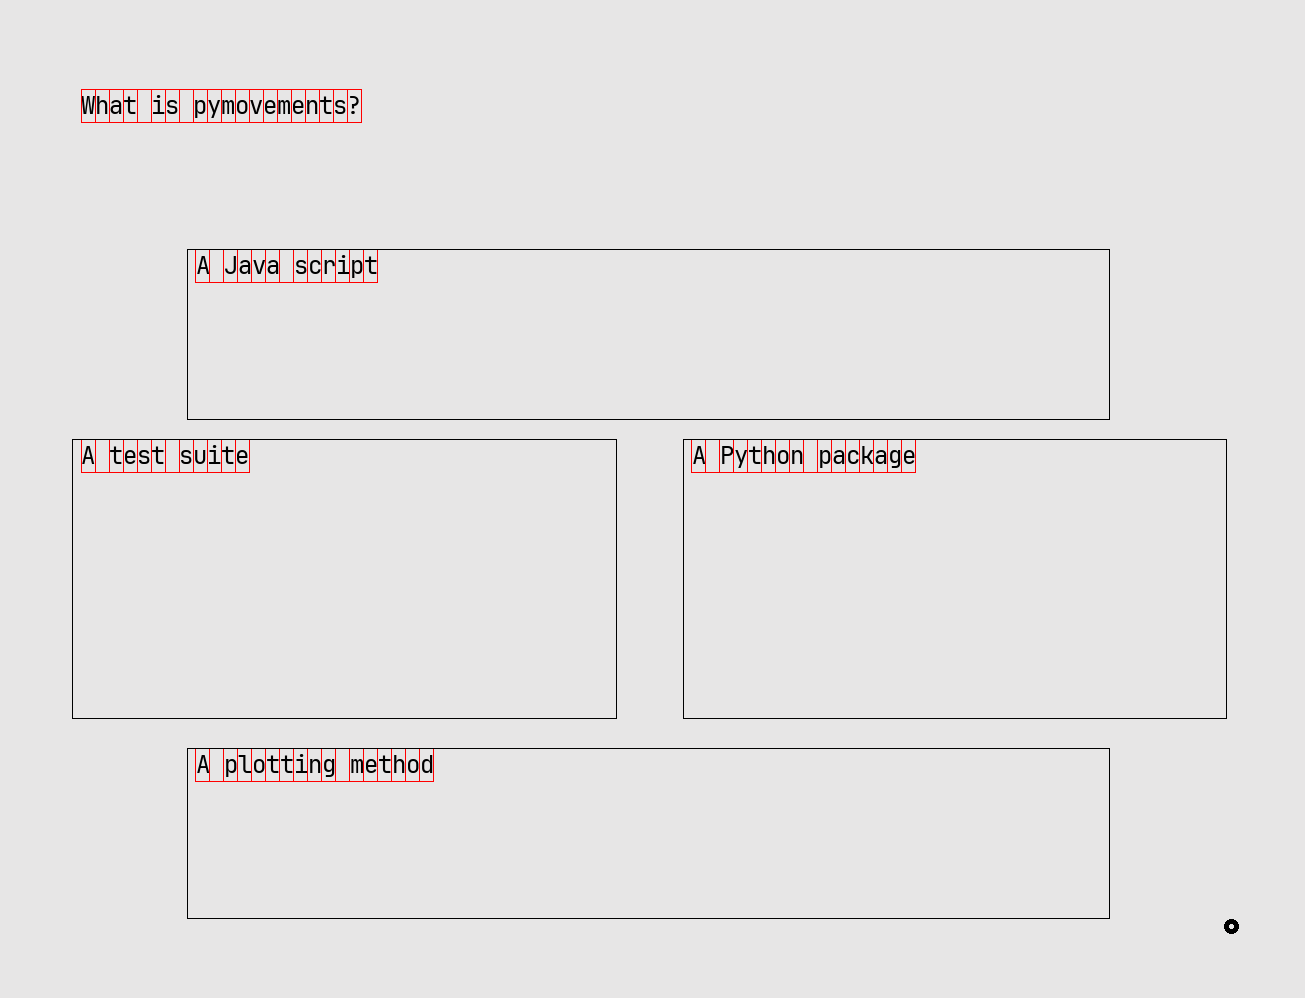 What is pymovements?
A Java script
A test suite
A Python package
A plotting method